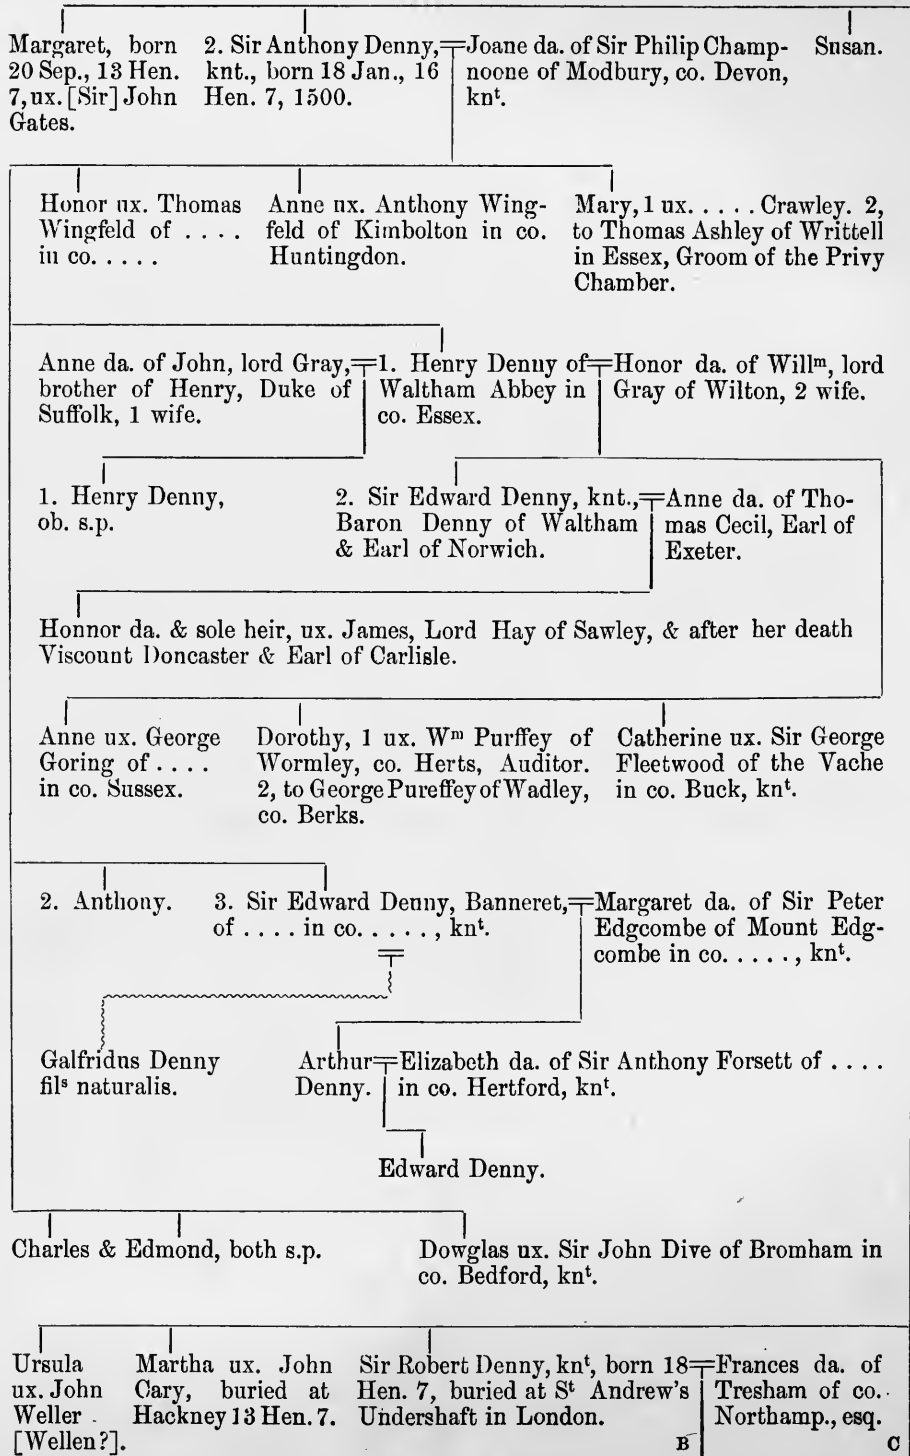 Margaret, born
20 Sep., 13 Hen.
7, ux. [Sir] John
Gates.
2. Sir Anthony Denny,
knt., born 18 Jan., 16
Hen. 7, 1500.
Joane da. of Sir Philip Champ-
noone of Modbury, co. Devon,
knt.
Susan.
Honor ux. Thomas
Wingfeld of . . . .
in co. . . . .
Anne ux. Anthony Wing-
feld of Kimbolton in co.
Huntingdon.
Mary, 1 ux. . . . . . Crawley. 2,
to Thomas Ashley of Writtell
in Essex, Groom of the Privy
Chamber.
Anne da. of John, lord Gray,
brother of Henry, Duke of
Suffolk, 1 wife.
1. Henry Denny of
Waltham Abbey in
co. Essex.
Honor da. of Willm, lord
Gray of Wilton, 2 wife.
1. Henry Denny,
ob. s.p.
2. Sir Edward Denny, knt.,
Baron Denny of Waltham
& Earl of Norwich.
Anne da. of Tho-
mas Cecil, Earl of
Exeter.
Honnor da. & sole heir, ux. James, Lord Hay of Sawley, & after her death
Viscount Doncaster & Earl of Carlisle.
Anne ux. George
Goring of . . . .
in co. Sussex.
Dorothy, 1 ux. Wm Purffey of
Wormley, co. Herts, Auditor.
2, to George Pureffey of Wadley,
co. Berks.
Catherine ux. Sir George
Fleetwood of the Vache
in co. Buck, knt.
2. Anthony.
3. Sir Edward Denny, Banneret,
of . . . . in co. . . . . ., knt.
Margaret da. of Sir Peter
Edgcombe of Mount Edg-
combe in co. . . . . ., knt.
Galfridus Denny
fils naturalis.
Arthur
Denny.
Elizabeth da. of Sir Anthony Forsett of . . . .
in co. Hertford, knt.
Edward Denny.
Charles & Edmond, both s.p.
Dowglas ux. Sir John Dive of Bromham in
co. Bedford, knt.
Ursula
ux. John
Weller
[Wellen?].
Martha ux. John
Cary, buried at
Hackney 13 Hen. 7.
Sir Robert Denny, knt, born 18
Hen. 7, buried at St Andrew's
Undershaft in London.
Frances da. of
Tresham of co.
Northamp., esq.
B
C